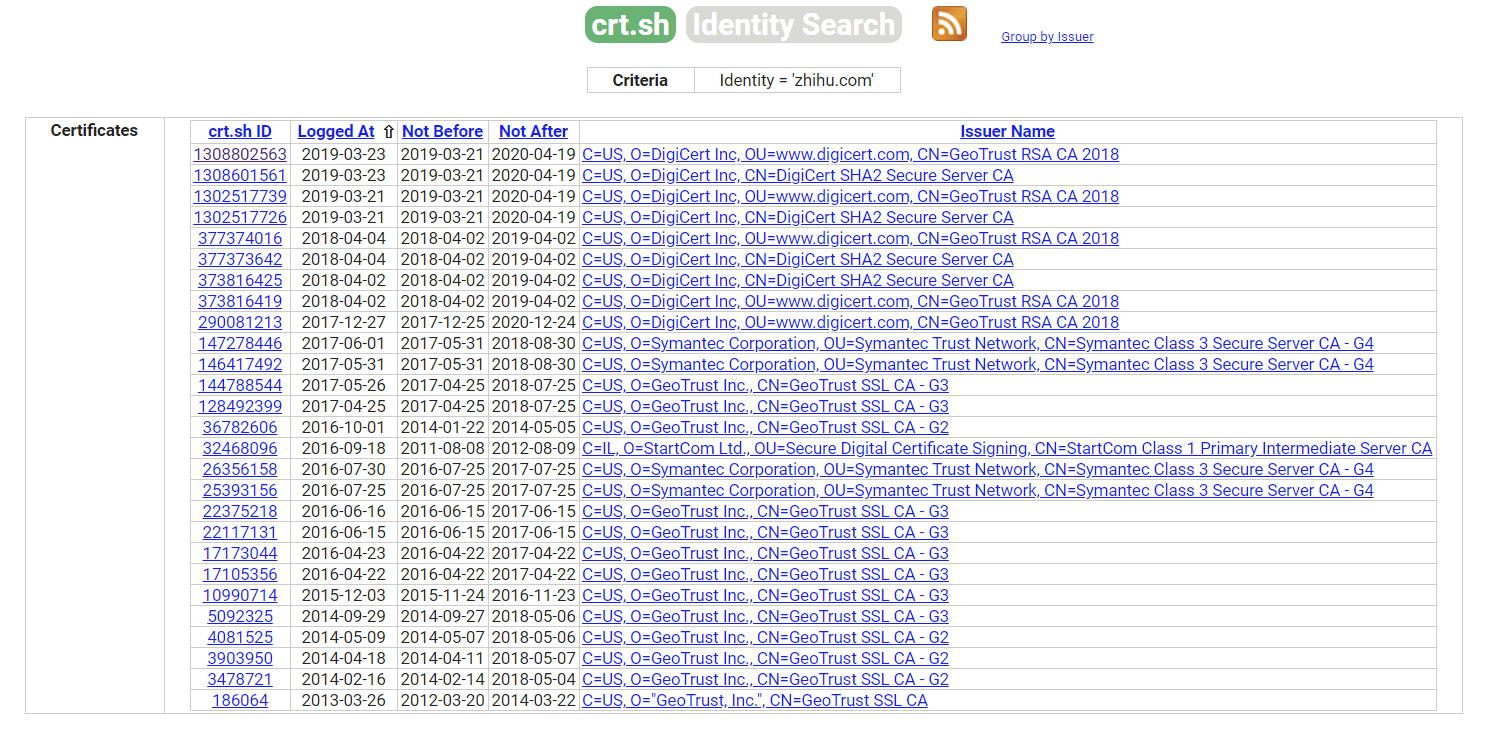 crt.sh Identity Search Group by Issuer
Criteria Identity = 'zhihu.com'
Certificates crt.sh ID Logged At ⇧ Not Before Not After Issuer Name
1308802563 2019-03-23 2019-03-21 2020-04-19 C=US, O=DigiCert Inc, OU=www.digicert.com, CN=GeoTrust RSA CA 2018
1308601561 2019-03-23 2019-03-21 2020-04-19 C=US, O=DigiCert Inc, CN=DigiCert SHA2 Secure Server CA
1302517739 2019-03-21 2019-03-21 2020-04-19 C=US, O=DigiCert Inc, OU=www.digicert.com, CN=GeoTrust RSA CA 2018
1302517726 2019-03-21 2019-03-21 2020-04-19 C=US, O=DigiCert Inc, CN=DigiCert SHA2 Secure Server CA
377374016 2018-04-04 2018-04-02 2019-04-02 C=US, O=DigiCert Inc, OU=www.digicert.com, CN=GeoTrust RSA CA 2018
377373642 2018-04-04 2018-04-02 2019-04-02 C=US, O=DigiCert Inc, CN=DigiCert SHA2 Secure Server CA
373816425 2018-04-02 2018-04-02 2019-04-02 C=US, O=DigiCert Inc, CN=DigiCert SHA2 Secure Server CA
373816419 2018-04-02 2018-04-02 2019-04-02 C=US, O=DigiCert Inc, OU=www.digicert.com, CN=GeoTrust RSA CA 2018
290081213 2017-12-27 2017-12-25 2020-12-24 C=US, O=DigiCert Inc, OU=www.digicert.com, CN=GeoTrust RSA CA 2018
147278446 2017-06-01 2017-05-31 2018-08-30 C=US, O=Symantec Corporation, OU=Symantec Trust Network, CN=Symantec Class 3 Secure Server CA - G4
146417492 2017-05-31 2017-05-31 2018-08-30 C=US, O=Symantec Corporation, OU=Symantec Trust Network, CN=Symantec Class 3 Secure Server CA - G4
144788544 2017-05-26 2017-04-25 2018-07-25 C=US, O=GeoTrust Inc., CN=GeoTrust SSL CA - G3
128492399 2017-04-25 2017-04-25 2018-07-25 C=US, O=GeoTrust Inc., CN=GeoTrust SSL CA - G3
36782606 2016-10-01 2014-01-22 2014-05-05 C=US, O=GeoTrust Inc., CN=GeoTrust SSL CA - G2
32468096 2016-09-18 2011-08-08 2012-08-09 C=IL, O=StartCom Ltd., OU=Secure Digital Certificate Signing, CN=StartCom Class 1 Primary Intermediate Server CA
26356158 2016-07-30 2016-07-25 2017-07-25 C=US, O=Symantec Corporation, OU=Symantec Trust Network, CN=Symantec Class 3 Secure Server CA - G4
25393156 2016-07-25 2016-07-25 2017-07-25 C=US, O=Symantec Corporation, OU=Symantec Trust Network, CN=Symantec Class 3 Secure Server CA - G4
22375218 2016-06-16 2016-06-15 2017-06-15 C=US, O=GeoTrust Inc., CN=GeoTrust SSL CA - G3
22117131 2016-06-15 2016-06-15 2017-06-15 C=US, O=GeoTrust Inc., CN=GeoTrust SSL CA - G3
17173044 2016-04-23 2016-04-22 2017-04-22 C=US, O=GeoTrust Inc., CN=GeoTrust SSL CA - G3
17105356 2016-04-22 2016-04-22 2017-04-22 C=US, O=GeoTrust Inc., CN=GeoTrust SSL CA - G3
10990714 2015-12-03 2015-11-24 2016-11-23 C=US, O=GeoTrust Inc., CN=GeoTrust SSL CA - G3
5092325 2014-09-29 2014-09-27 2018-05-06 C=US, O=GeoTrust Inc., CN=GeoTrust SSL CA - G3
4081525 2014-05-09 2014-05-07 2018-05-06 C=US, O=GeoTrust Inc., CN=GeoTrust SSL CA - G2
3903950 2014-04-18 2014-04-11 2018-05-07 C=US, O=GeoTrust Inc., CN=GeoTrust SSL CA - G2
3478721 2014-02-16 2014-02-14 2018-05-04 C=US, O=GeoTrust Inc., CN=GeoTrust SSL CA - G2
186064 2013-03-26 2012-03-20 2014-03-22 C=US, O="GeoTrust, Inc.", CN=GeoTrust SSL CA